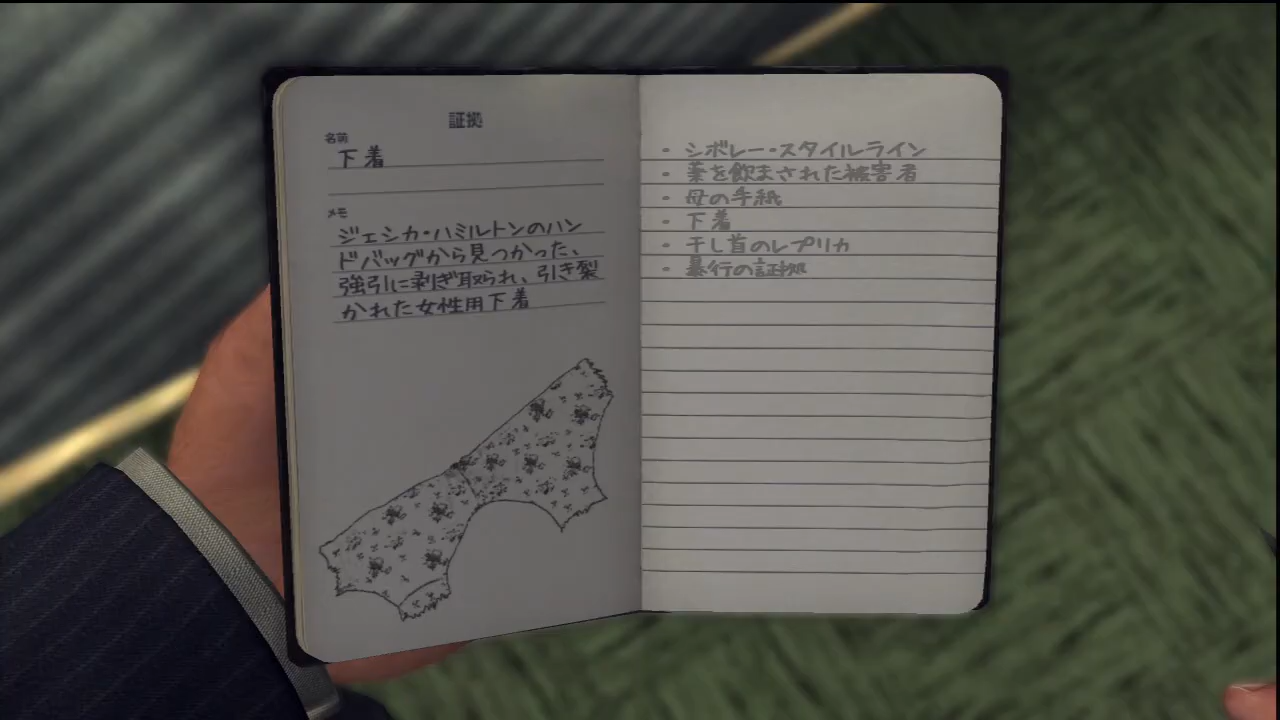 証拠
名前
下着
メモ
ジェシカ・ハミルトンのハン
ドバッグから見つかった、
強引に剥ぎ取られ、引き裂
かれた女性用下着
- シボレー・スタイルライン
- 薬を飲まされた被害者
- 母の手紙
- 下着
- 干し首のレプリカ
- 暴行の証拠